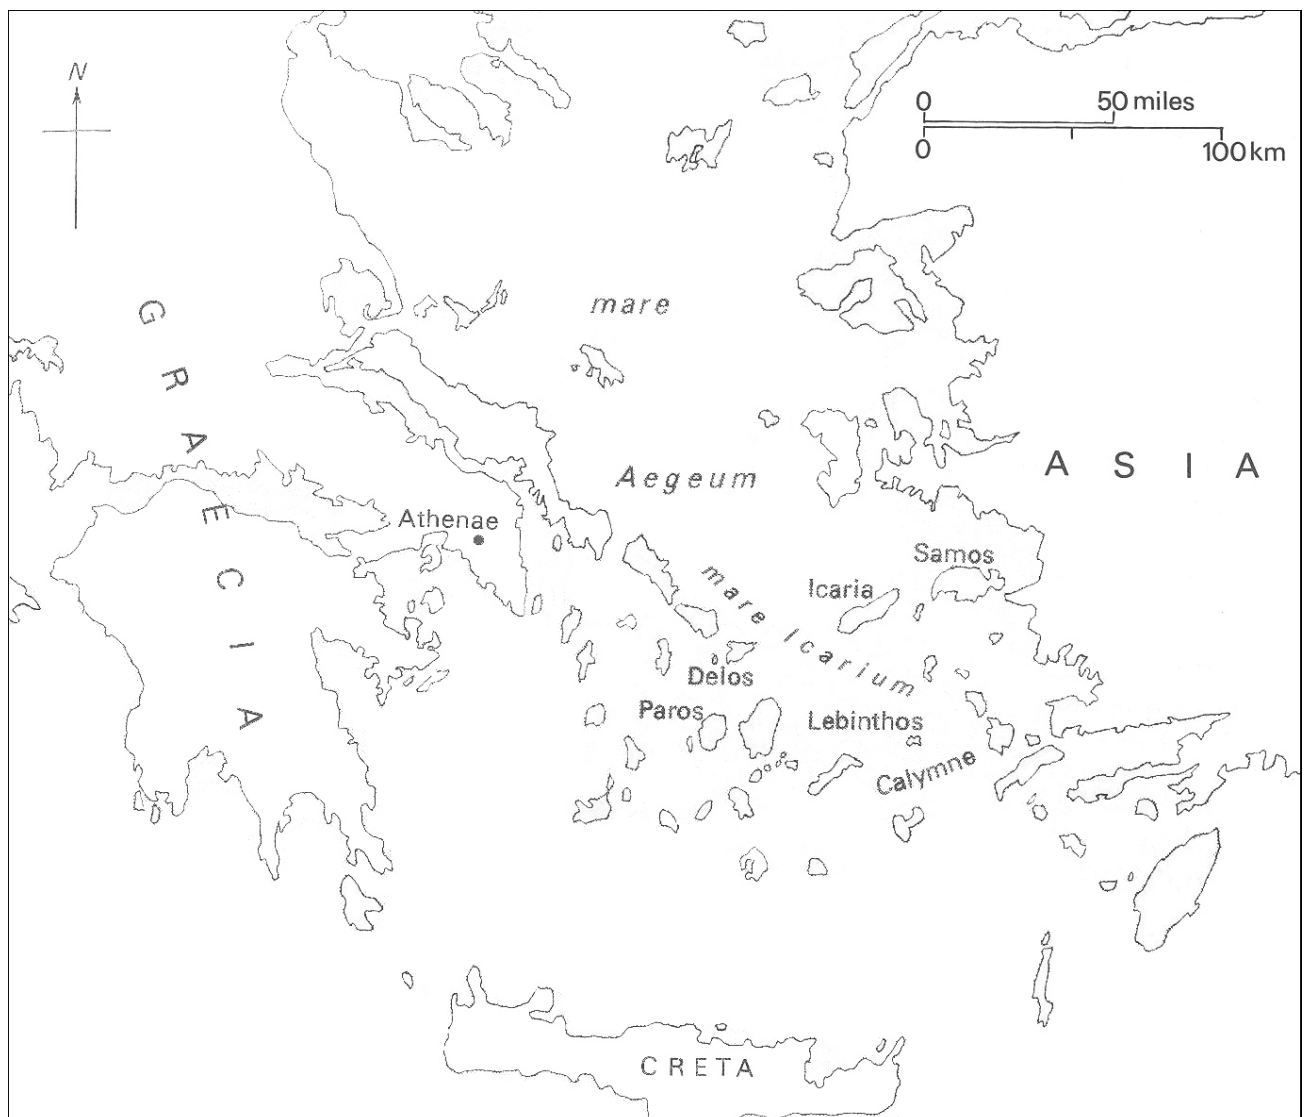 N
0 50 miles
0 100 km
GRAECIA
mare
Aegeum
ASIA
Athenae
Samos
Icaria
mare Icarium
Delos
Paros
Lebinthos
Calymne
CRETA